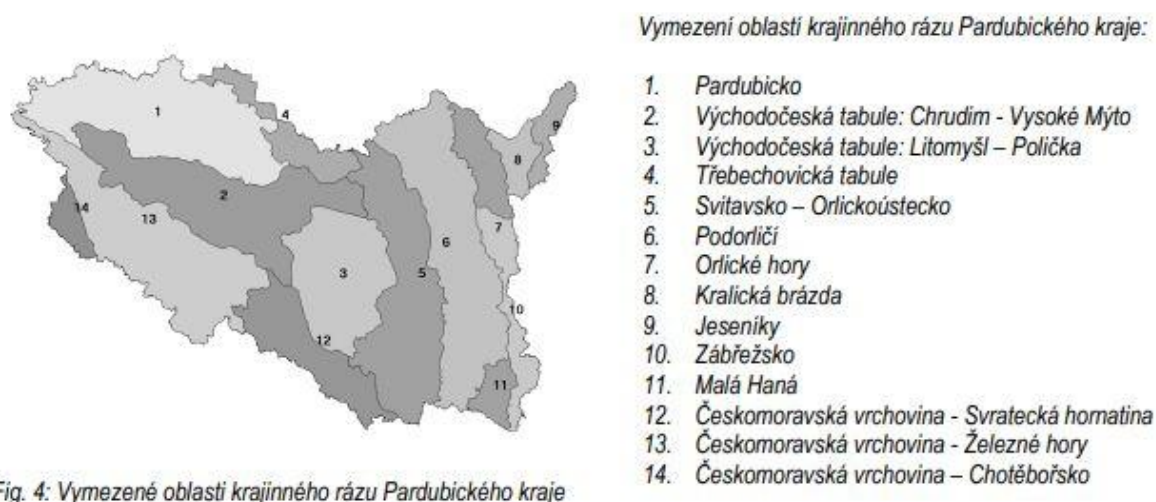 Vymezení oblastí krajinného rázu Pardubického kraje:
1. Pardubicko
2. Východočeská tabule: Chrudim - Vysoké Mýto
3. Východočeská tabule: Litomyšl – Polička
4. Třebechovická tabule
5. Svitavsko – Orlickoústecko
6. Podorličí
7. Orlické hory
8. Kralická brázda
9. Jeseníky
10. Zábřežsko
11. Malá Haná
12. Českomoravská vrchovina - Svratecká hornatina
13. Českomoravská vrchovina - Železné hory
14. Českomoravská vrchovina – Chotěbořsko
1
4
9
8
2
14
13
7
6
3
5
10
12
11
Fig. 4: Vymezené oblasti krajinného rázu Pardubického kraje